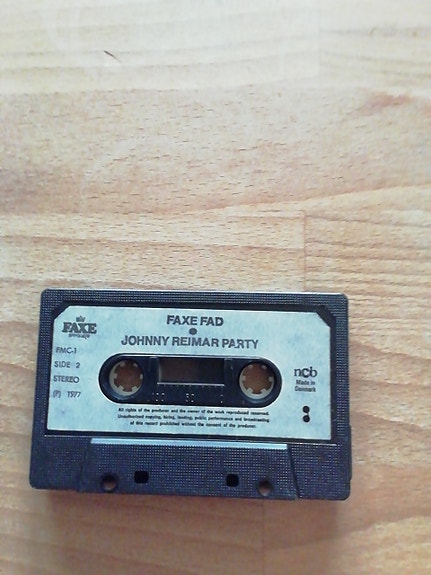 FAXE FAD
FAXE
JOHNNY REIMAR PARTY
FMC-1
SIDE 2
STEREO
(P) 1977
ncb
Made in
Denmark
100 50 0
All rights of the producer and the owner of the work reproduced reserved.
Unauthorized copying, hiring, lending, public performance and broadcasting
of this record prohibited without the consent of the producer.